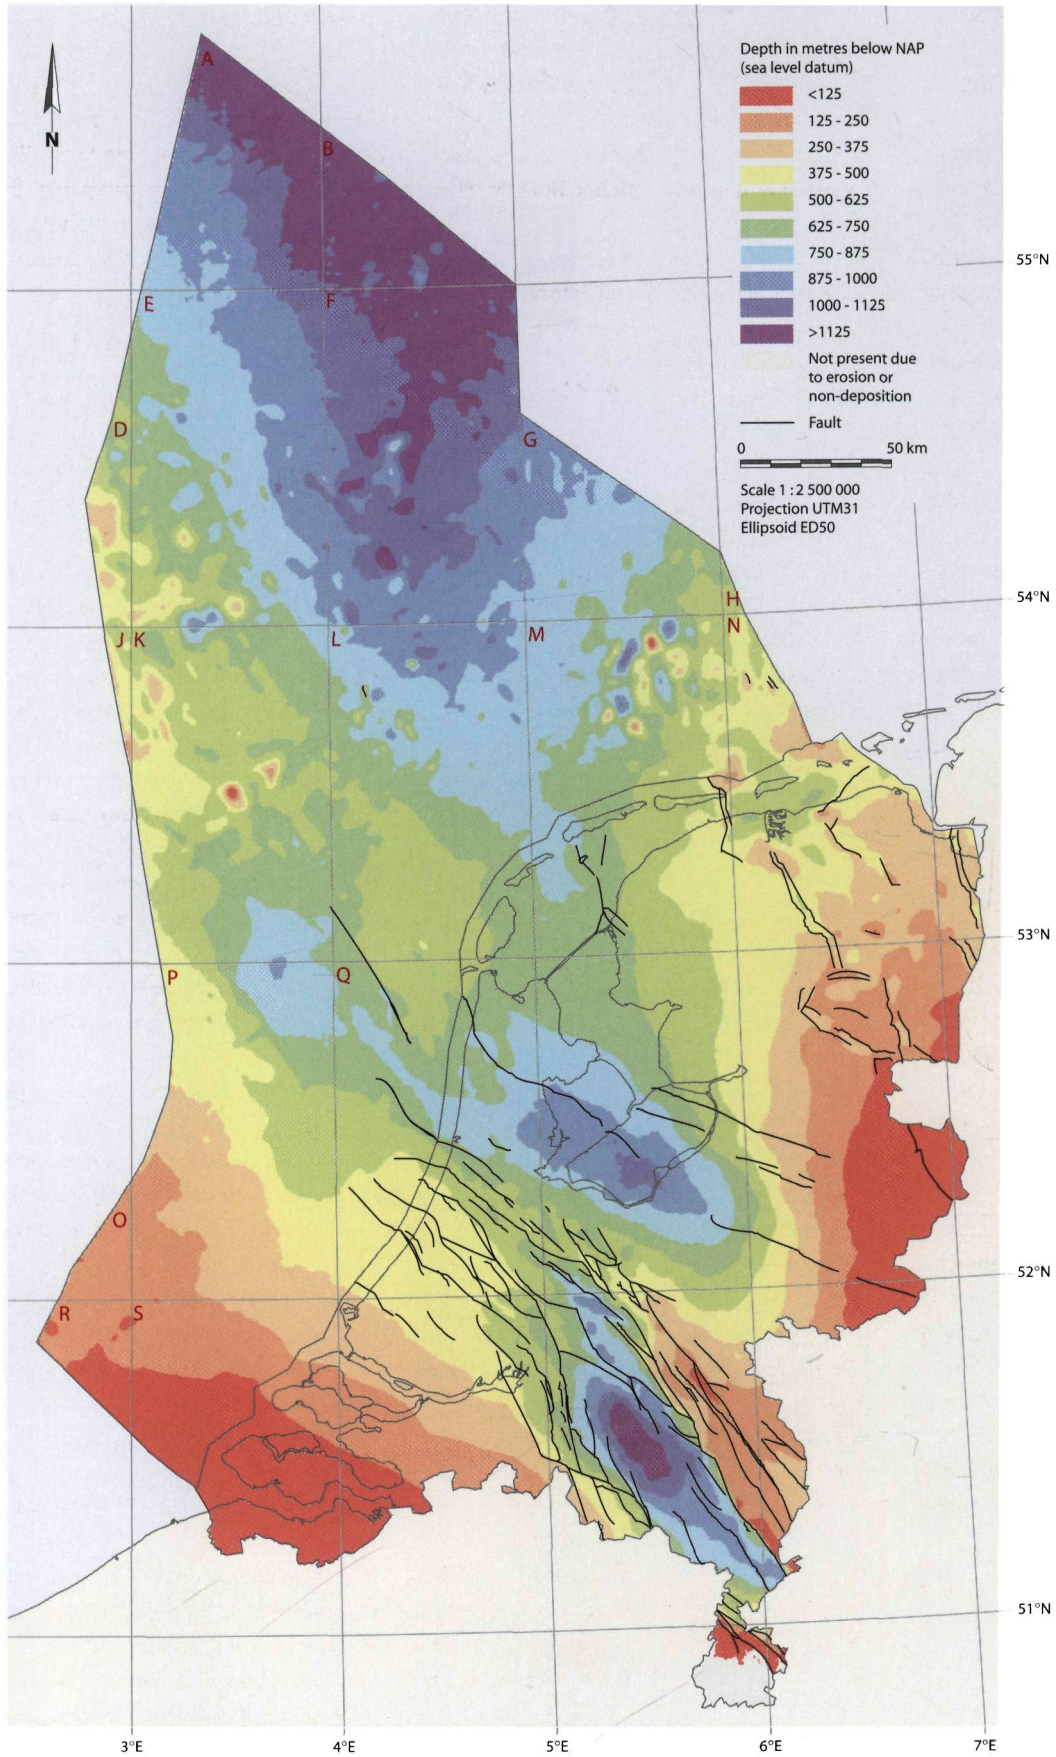 Depth in metres below NAP
(sea level datum)
<125
125 - 250
250 - 375
375 - 500
500 - 625
625 - 750
750 - 875
875 - 1000
1000 - 1125
>1125
Not present due
to erosion or
non-deposition
Fault
0 50 km
Scale 1 : 2 500 000
Projection UTM31
Ellipsoid ED50
N
A
B
55°N
E
F
D
G
H
54°N
J
K
L
M
N
53°N
P
Q
O
52°N
R
S
51°N
3°E
4°E
5°E
6°E
7°E